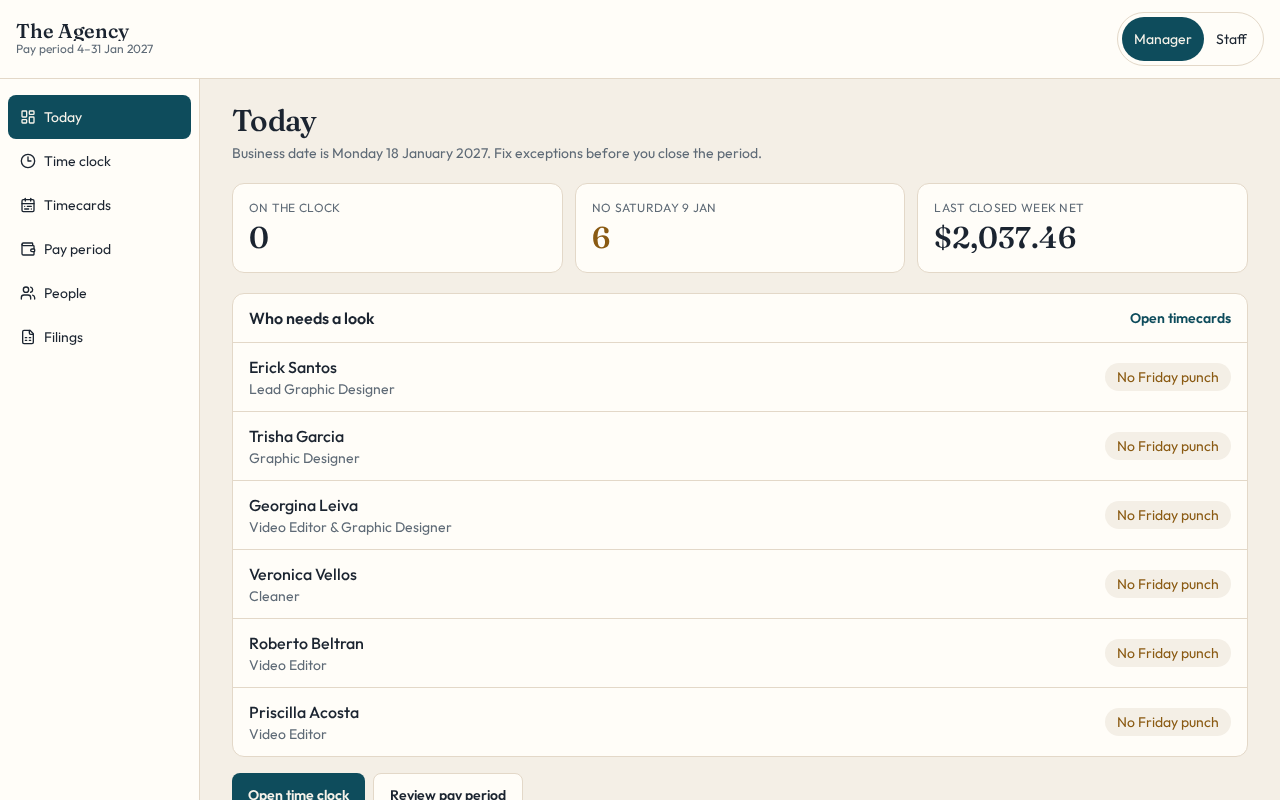 The Agency
Pay period 4–31 Jan 2027
Manager
Staff
Today
Time clock
Timecards
Pay period
People
Filings
Today
Business date is Monday 18 January 2027. Fix exceptions before you close the period.
ON THE CLOCK
0
NO SATURDAY 9 JAN
6
LAST CLOSED WEEK NET
$2,037.46
Who needs a look
Open timecards
Erick Santos
Lead Graphic Designer
No Friday punch
Trisha Garcia
Graphic Designer
No Friday punch
Georgina Leiva
Video Editor & Graphic Designer
No Friday punch
Veronica Vellos
Cleaner
No Friday punch
Roberto Beltran
Video Editor
No Friday punch
Priscilla Acosta
Video Editor
No Friday punch
Open time clock
Review pay period